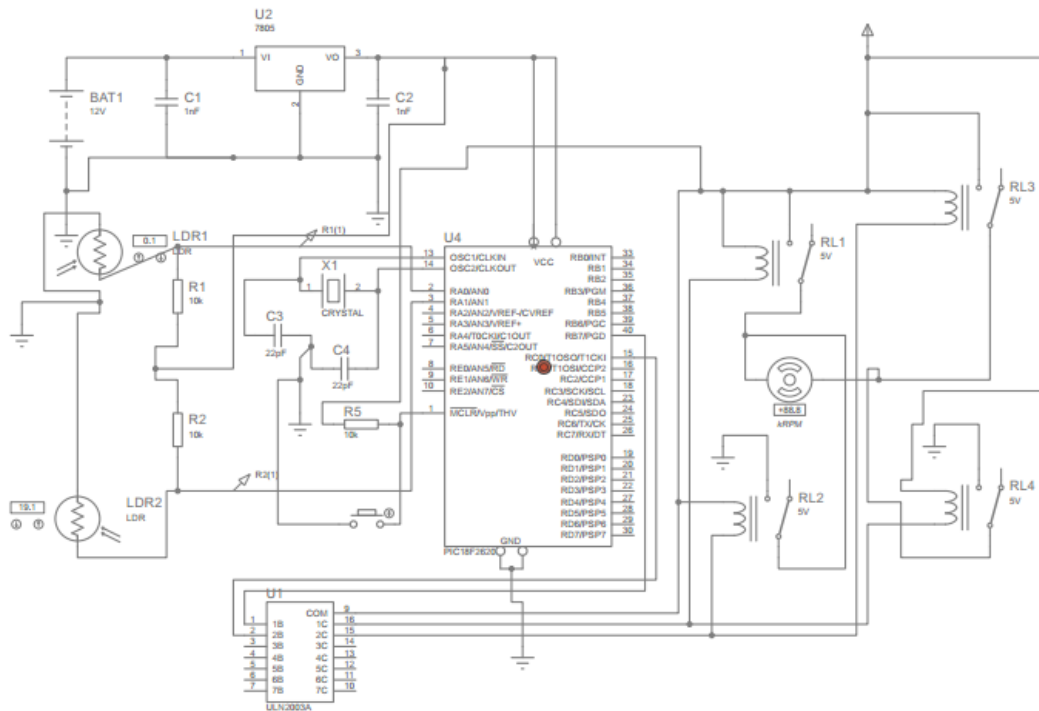 U2
7805
1
VI
VO
3
GND
2
BAT1
12V
C1
1nF
C2
1nF
LDR1
LDR
0.1
R1(1)
R1
10k
R2
10k
R2(1)
LDR2
LDR
19.1
X1
1
2
CRYSTAL
C3
22pF
C4
22pF
R5
10k
U4
VCC
13 OSC1/CLKIN
14 OSC2/CLKOUT
2 RA0/AN0
3 RA1/AN1
4 RA2/AN2/VREF-/CVREF
5 RA3/AN3/VREF+
6 RA4/T0CKI/C1OUT
7 RA5/AN4/SS/C2OUT
8 RE0/AN5/RD
9 RE1/AN6/WR
10 RE2/AN7/CS
1 MCLR/Vpp/THV
RB0/INT 33
RB1 34
RB2 35
RB3/PGM 36
RB4 37
RB5 38
RB6/PGC 39
RB7/PGD 40
RC0/T1OSO/T1CKI 15
T1OSI/CCP2 16
RC2/CCP1 17
RC3/SCK/SCL 18
RC4/SDI/SDA 23
RC5/SDO 24
RC6/TX/CK 25
RC7/RX/DT 26
RD0/PSP0 19
RD1/PSP1 20
RD2/PSP2 21
RD3/PSP3 22
RD4/PSP4 27
RD5/PSP5 28
RD6/PSP6 29
RD7/PSP7 30
GND
PIC18F2620
RL1
5V
RL3
5V
+88.8
kRPM
RL2
5V
RL4
5V
U1
COM 9
1 1B 1C 16
2 2B 2C 15
3 3B 3C 14
4 4B 4C 13
5 5B 5C 12
6 6B 6C 11
7 7B 7C 10
ULN2003A